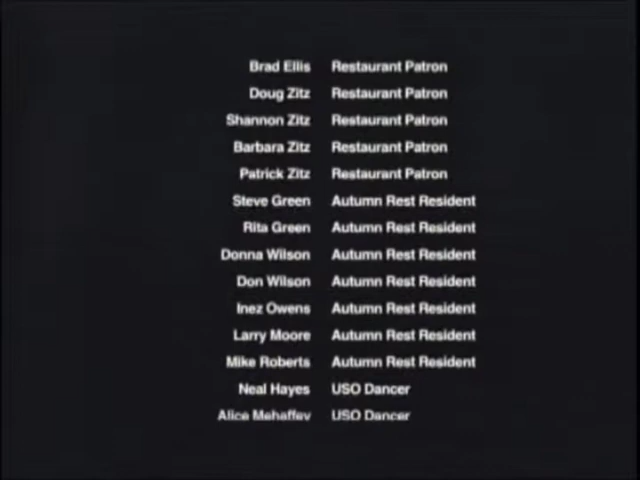 Brad Ellis Restaurant Patron
Doug Zitz Restaurant Patron
Shannon Zitz Restaurant Patron
Barbara Zitz Restaurant Patron
Patrick Zitz Restaurant Patron
Steve Green Autumn Rest Resident
Rita Green Autumn Rest Resident
Donna Wilson Autumn Rest Resident
Don Wilson Autumn Rest Resident
Inez Owens Autumn Rest Resident
Larry Moore Autumn Rest Resident
Mike Roberts Autumn Rest Resident
Neal Hayes USO Dancer
Alice Mehaffey USO Dancer